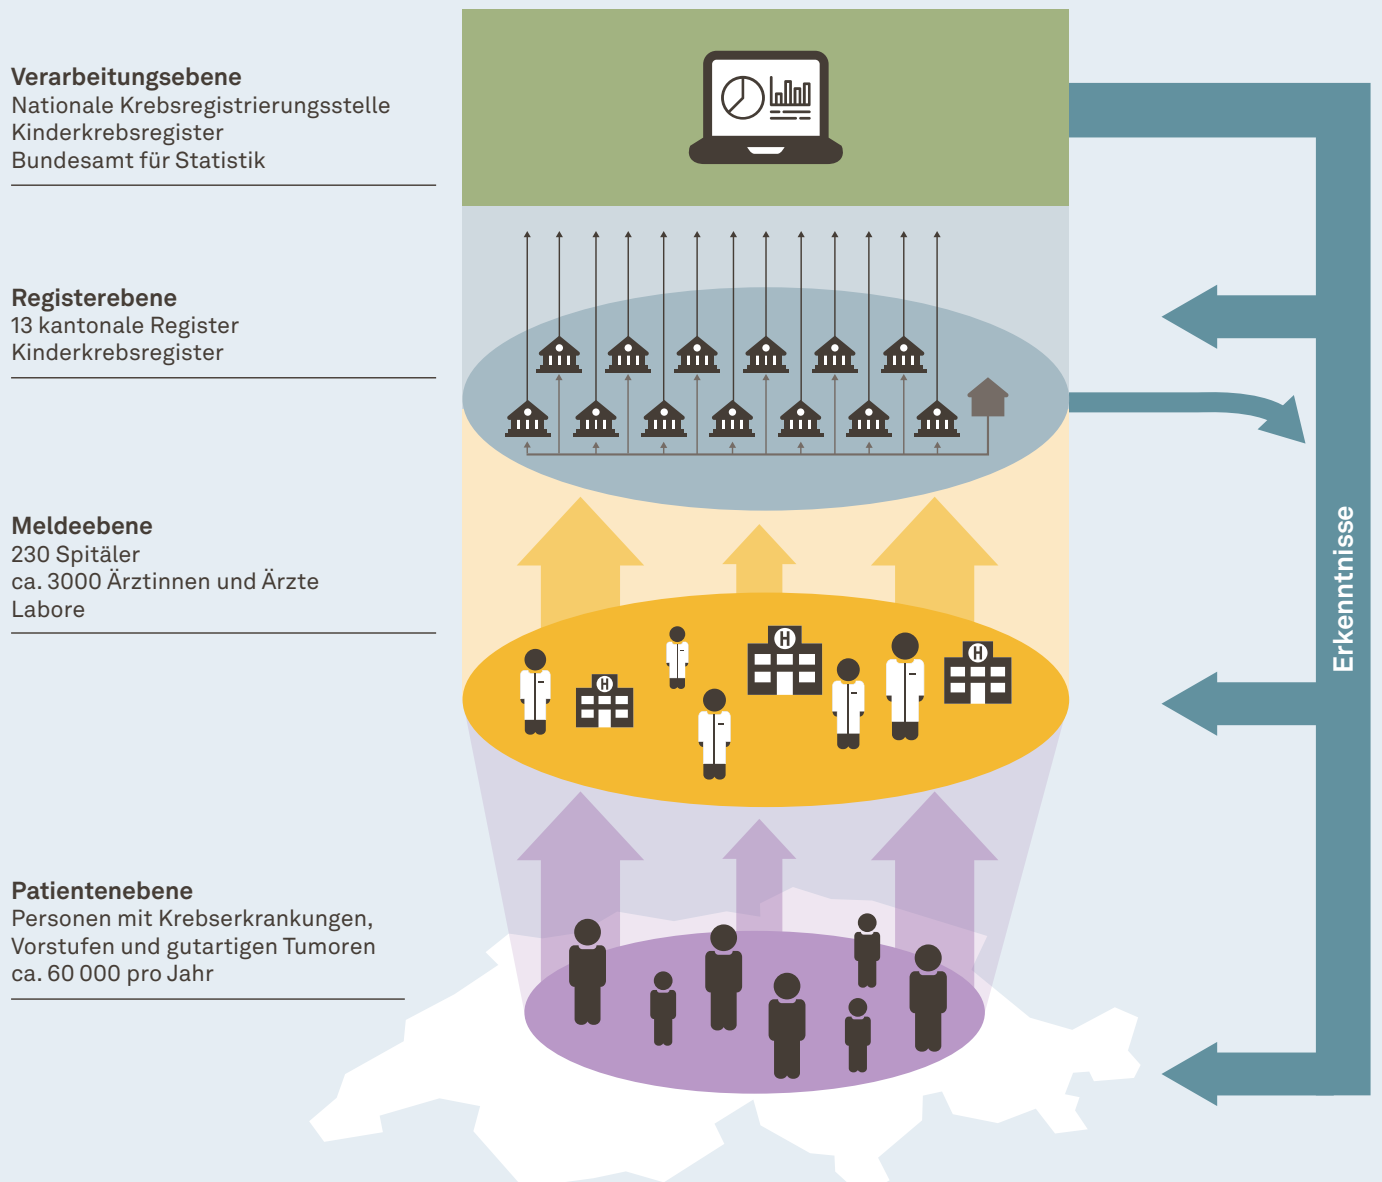 Verarbeitungsebene
Nationale Krebsregistrierungsstelle
Kinderkrebsregister
Bundesamt für Statistik
Registerebene
13 kantonale Register
Kinderkrebsregister
Meldeebene
230 Spitäler
ca. 3000 Ärztinnen und Ärzte
Labore
H
H
H
Patientenebene
Personen mit Krebserkrankungen,
Vorstufen und gutartigen Tumoren
ca. 60 000 pro Jahr
Erkenntnisse